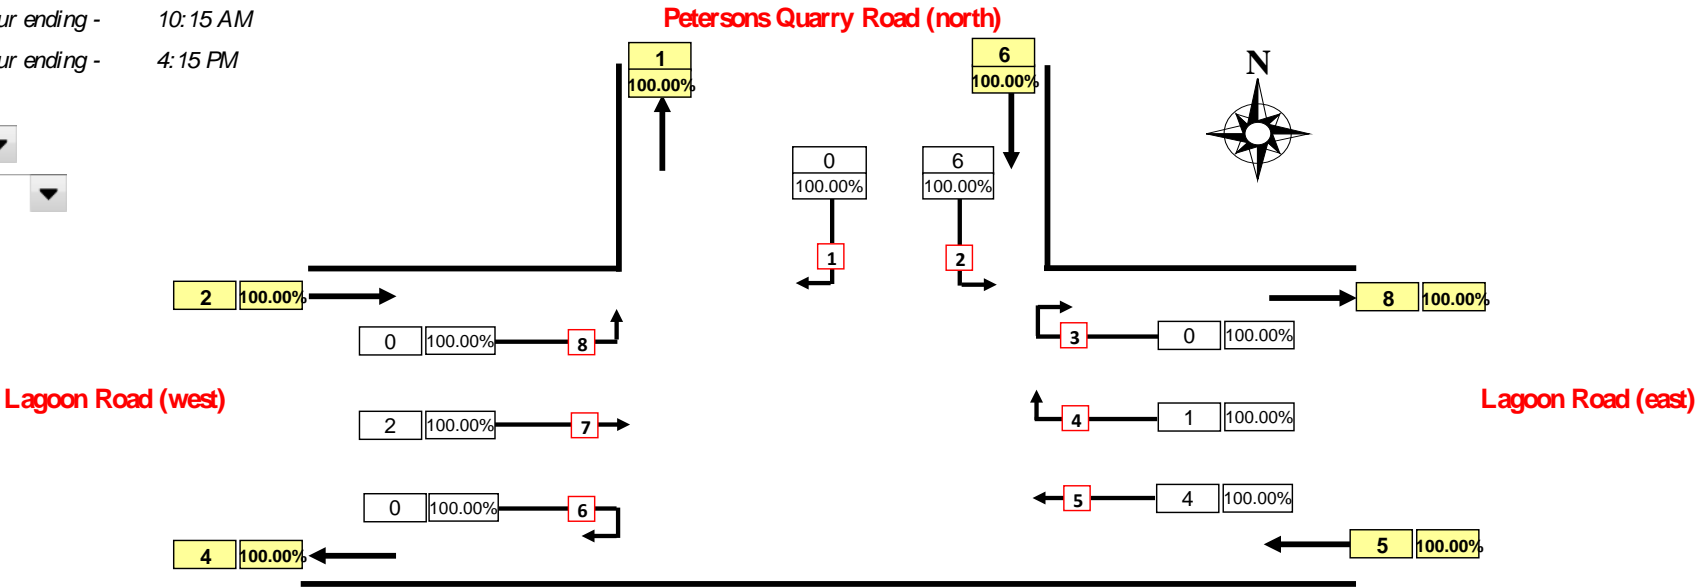 ur ending - 10:15 AM
Petersons Quarry Road (north)
ur ending - 4:15 PM
1
100.00%
6
100.00%
N
0
100.00%
6
100.00%
1
2
2 100.00%
8 100.00%
0 100.00% 8
3 0 100.00%
Lagoon Road (west)
Lagoon Road (east)
2 100.00% 7
4 1 100.00%
0 100.00% 6
5 4 100.00%
4 100.00%
5 100.00%